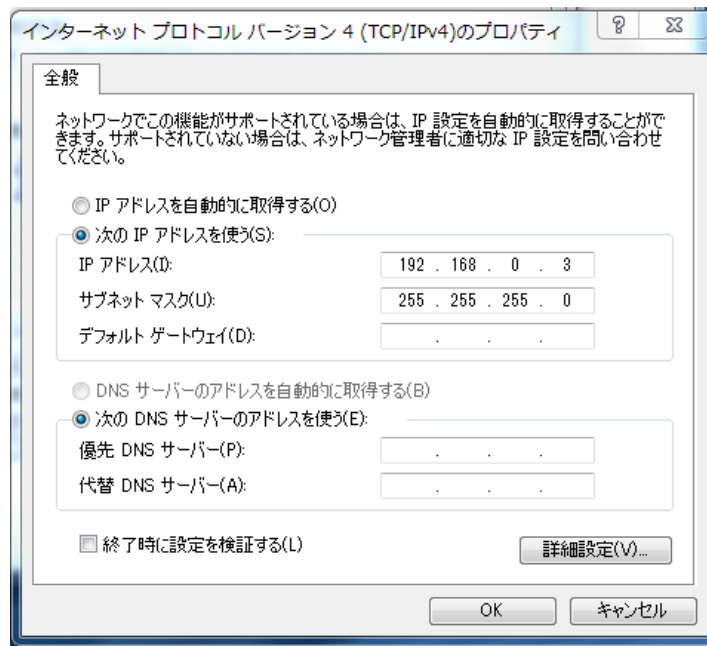 インターネット プロトコル バージョン 4 (TCP/IPv4)のプロパティ
全般
ネットワークでこの機能がサポートされている場合は、IP 設定を自動的に取得することがで
きます。サポートされていない場合は、ネットワーク管理者に適切な IP 設定を問い合わせ
てください。
IP アドレスを自動的に取得する(O)
次の IP アドレスを使う(S):
IP アドレス(I): 192 . 168 . 0 . 3
サブネット マスク(U): 255 . 255 . 255 . 0
デフォルト ゲートウェイ(D): . . .
DNS サーバーのアドレスを自動的に取得する(B)
次の DNS サーバーのアドレスを使う(E):
優先 DNS サーバー(P): . . .
代替 DNS サーバー(A): . . .
終了時に設定を検証する(L)
詳細設定(V)...
OK キャンセル